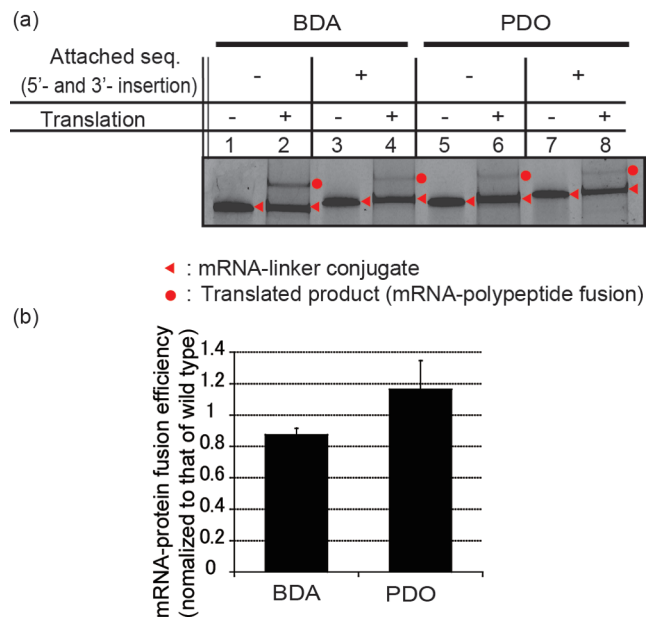 (a)
BDA PDO
Attached seq.
(5'- and 3'- insertion)
- + - +
Translation - + - + - + - +
1 2 3 4 5 6 7 8
: mRNA-linker conjugate
: Translated product (mRNA-polypeptide fusion)
(b)
mRNA-protein fusion efficiency
(nomalized to that of wild type)
1.4
1.2
1
0.8
0.6
0.4
0.2
0
BDA PDO